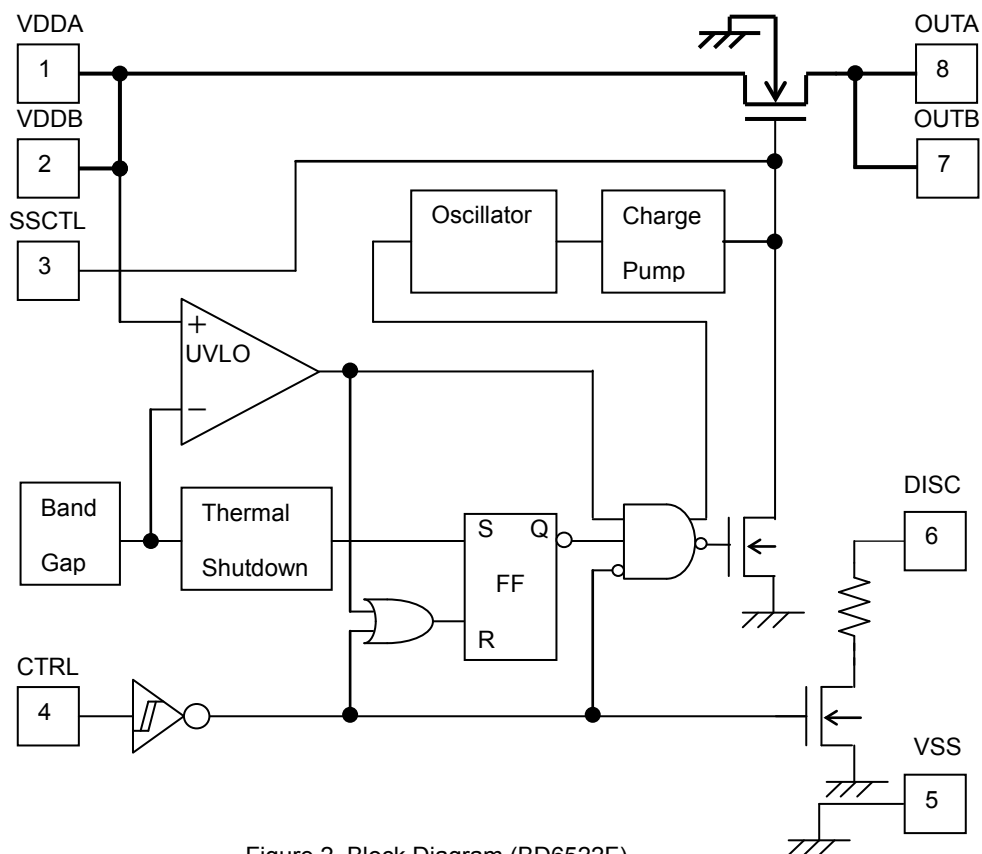 VDDA
1
VDDB
2
SSCTL
3
OUTA
8
OUTB
7
Oscillator
Charge
Pump
+
UVLO
−
Band
Gap
Thermal
Shutdown
S Q
FF
R
DISC
6
CTRL
4
VSS
5